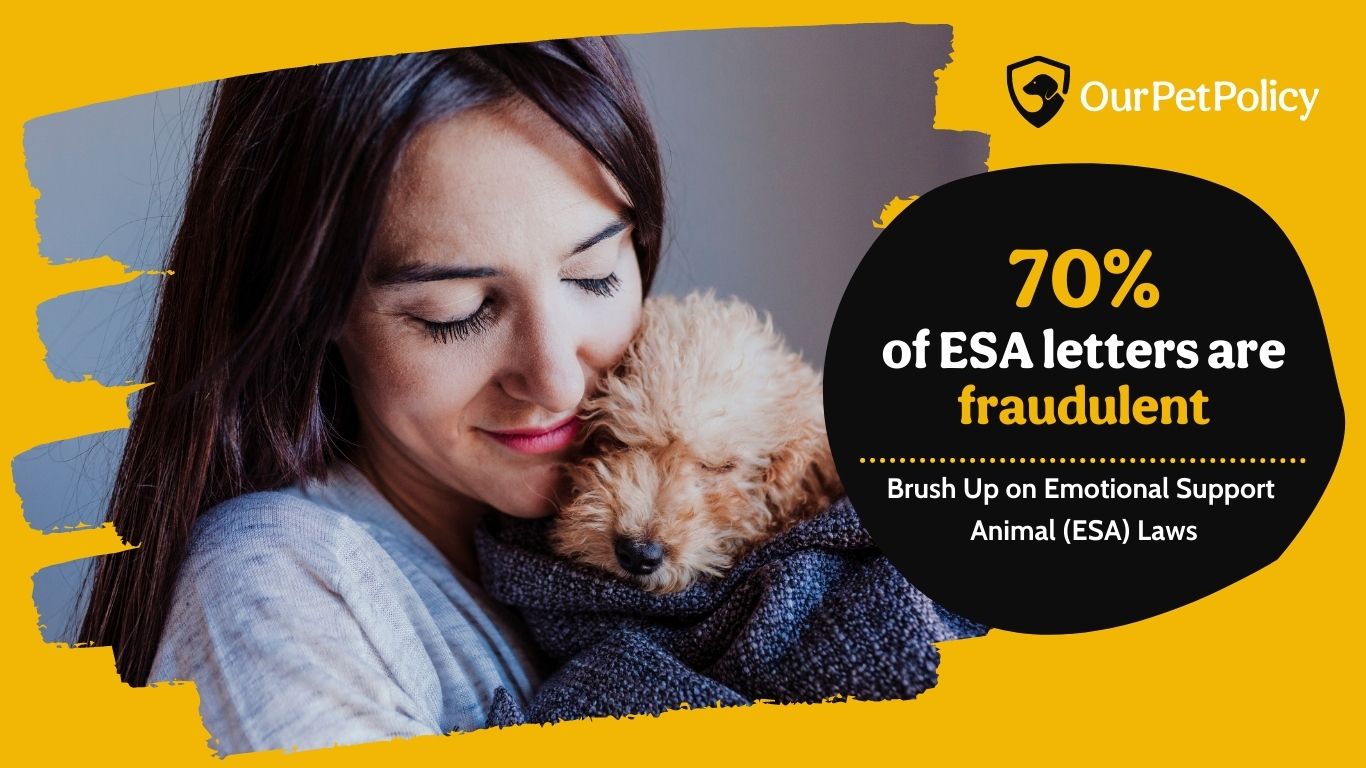 OurPetPolicy
70%
of ESA letters are
fraudulent
Brush Up on Emotional Support
Animal (ESA) Laws